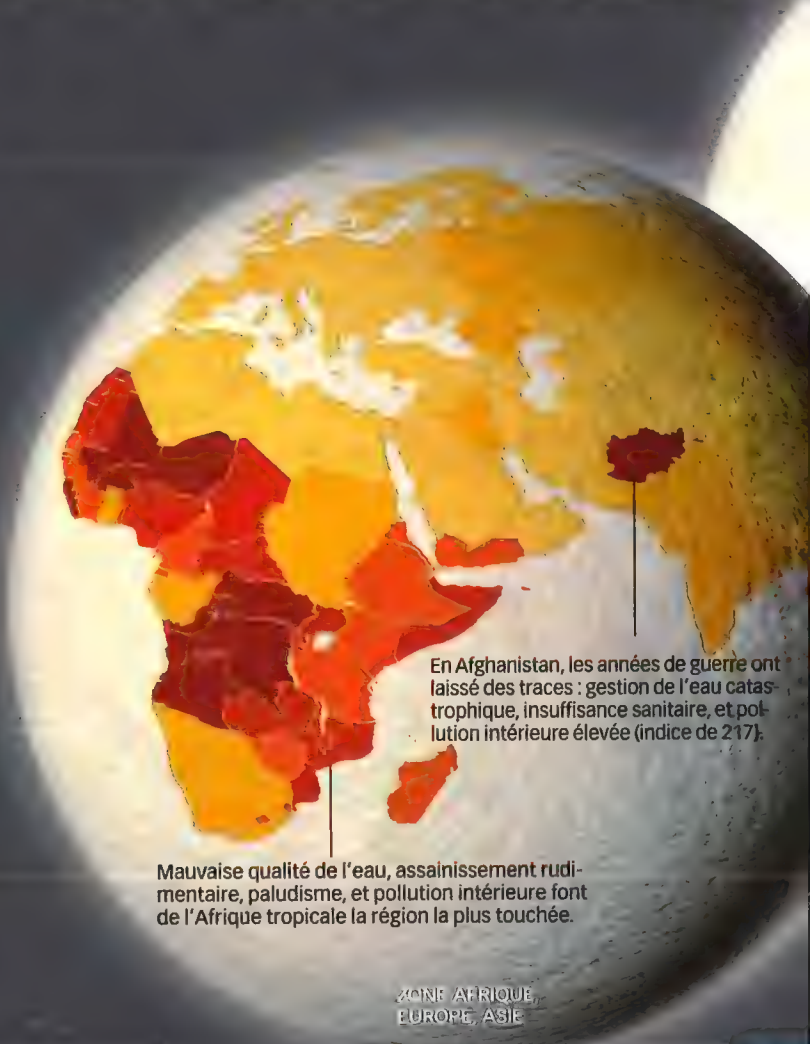 En Afghanistan, les années de guerre ont
laissé des traces : gestion de l'eau catas-
trophique, insuffisance sanitaire, et pol-
lution intérieure élevée (indice de 217).
Mauvaise qualité de l'eau, assainissement rudi-
mentaire, paludisme, et pollution intérieure font
de l'Afrique tropicale la région la plus touchée.
ZONE AFRIQUE,
EUROPE, ASIE